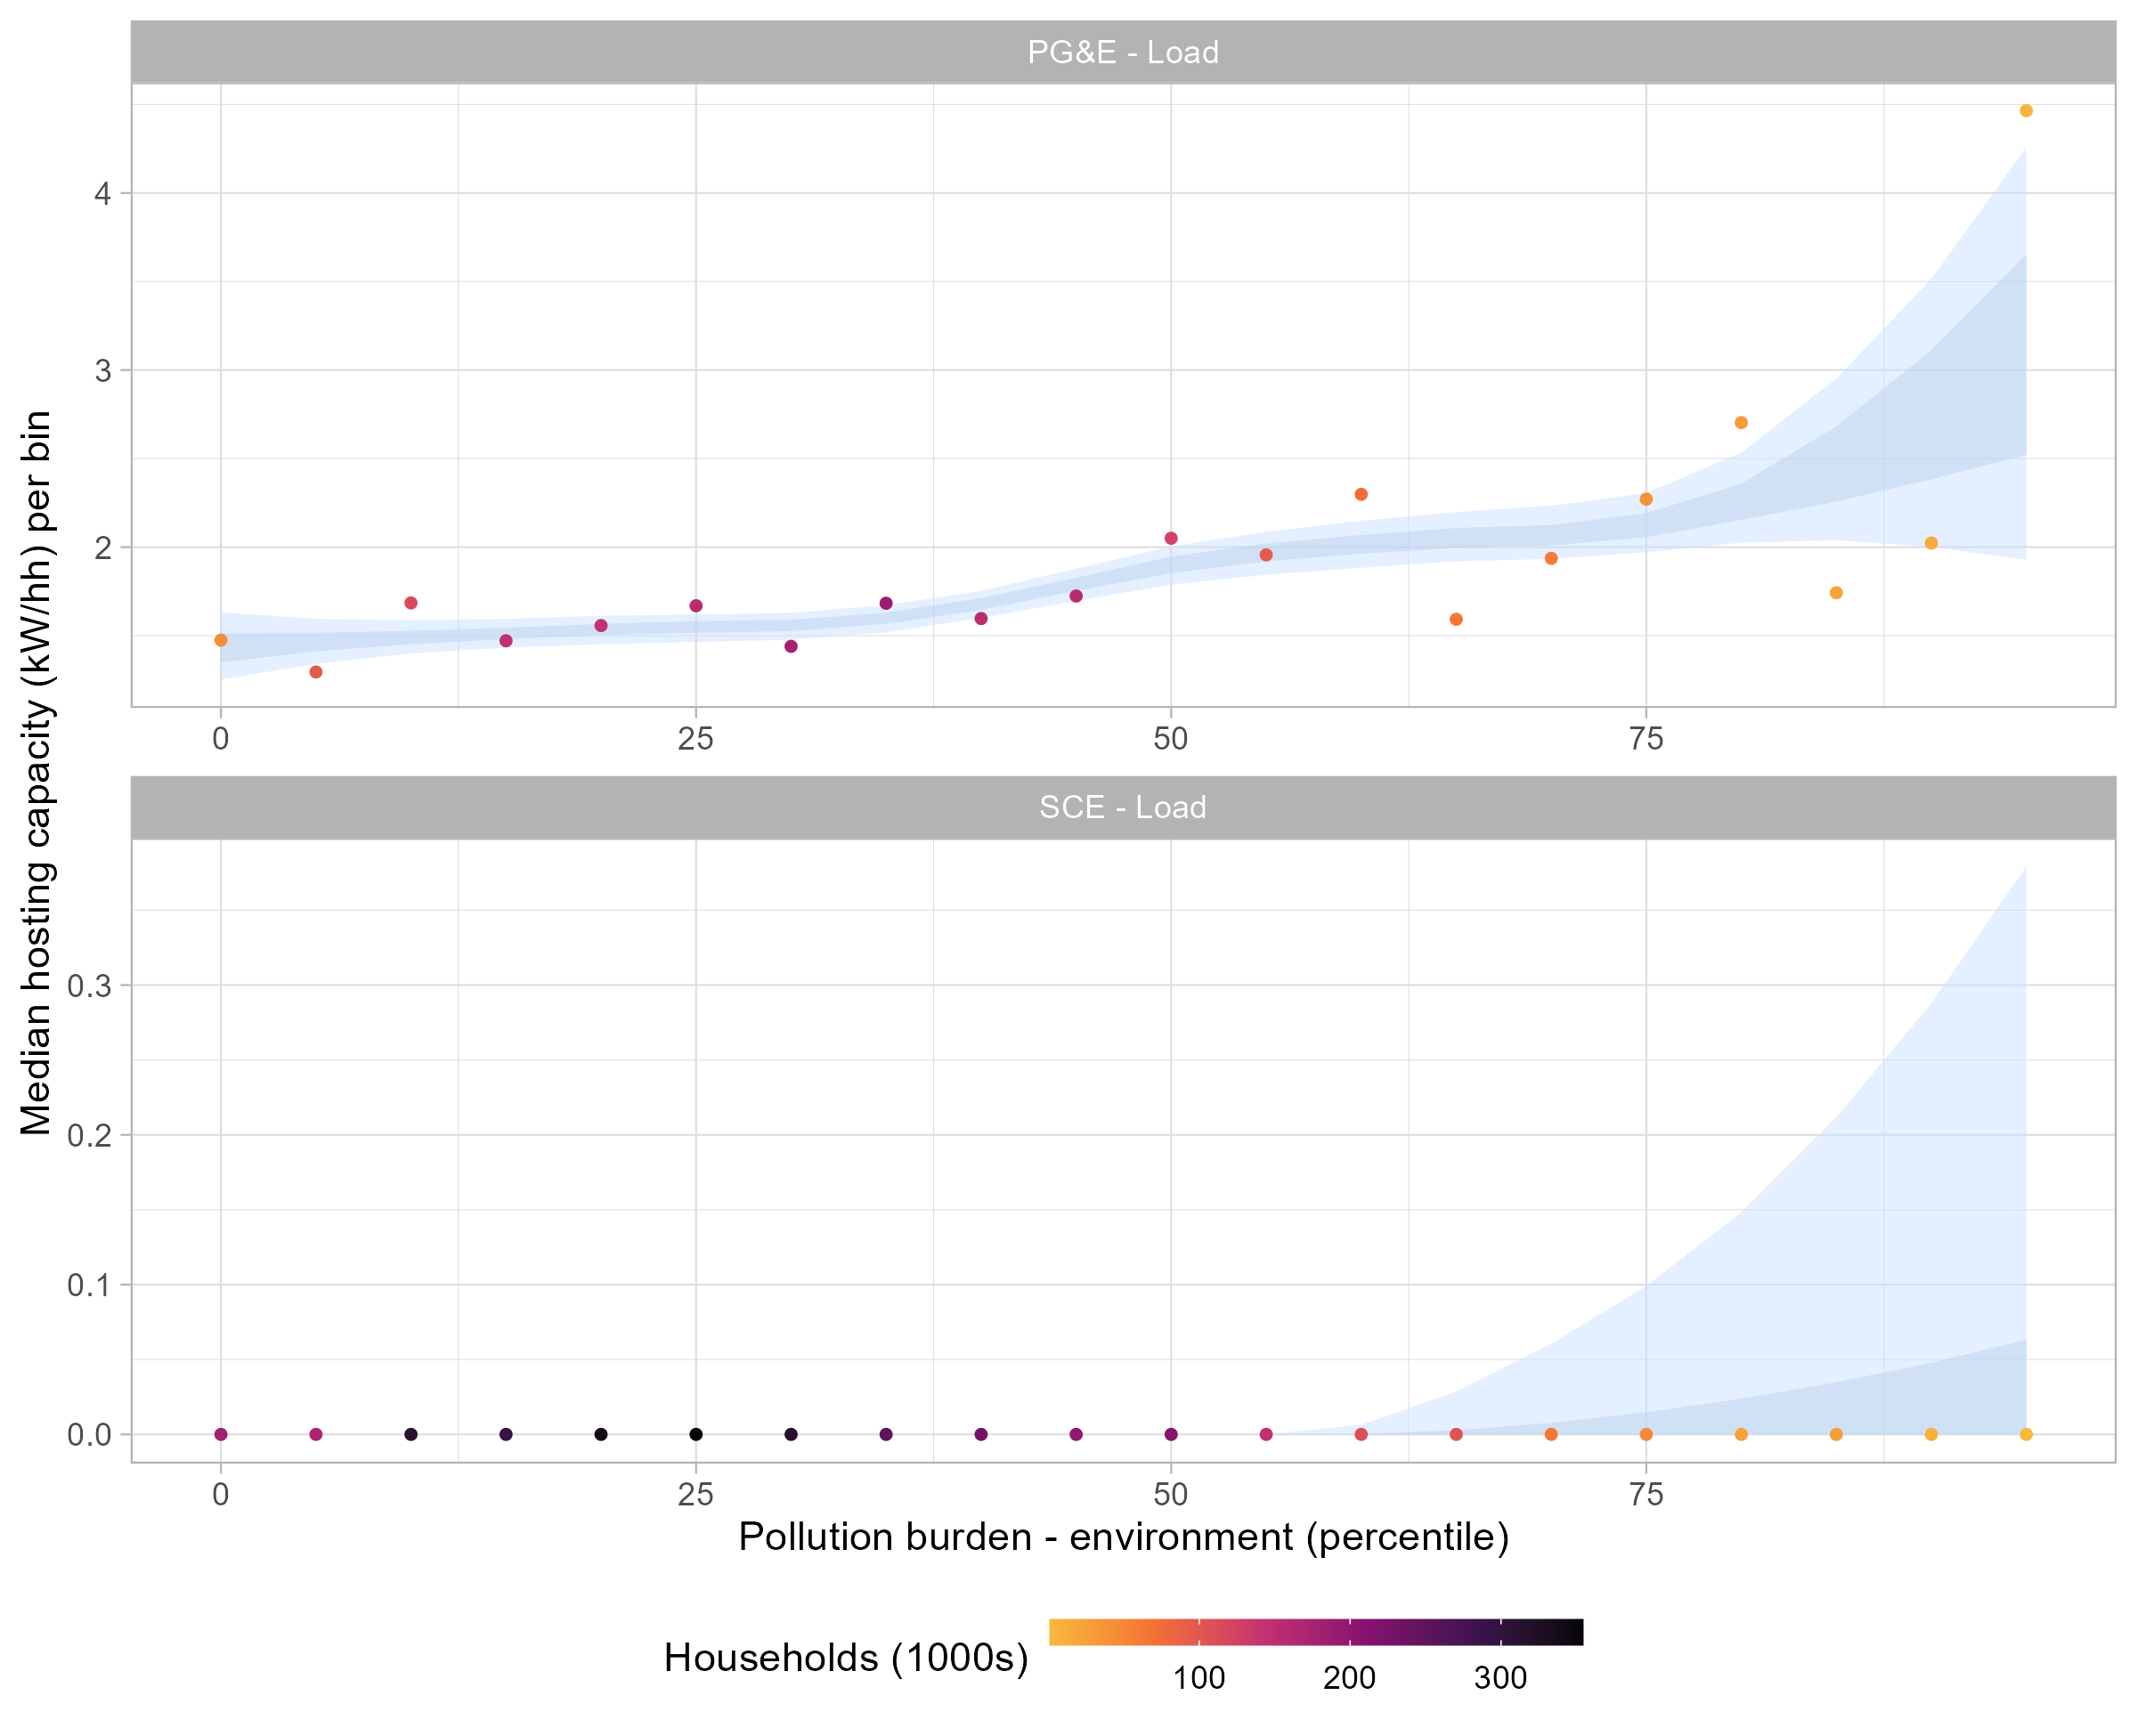 PG&E - Load
4
3
2
0 25 50 75
Median hosting capacity (kW/hh) per bin
SCE - Load
0.3
0.2
0.1
0.0
0 25 50 75
Pollution burden - environment (percentile)
Households (1000s)
100 200 300